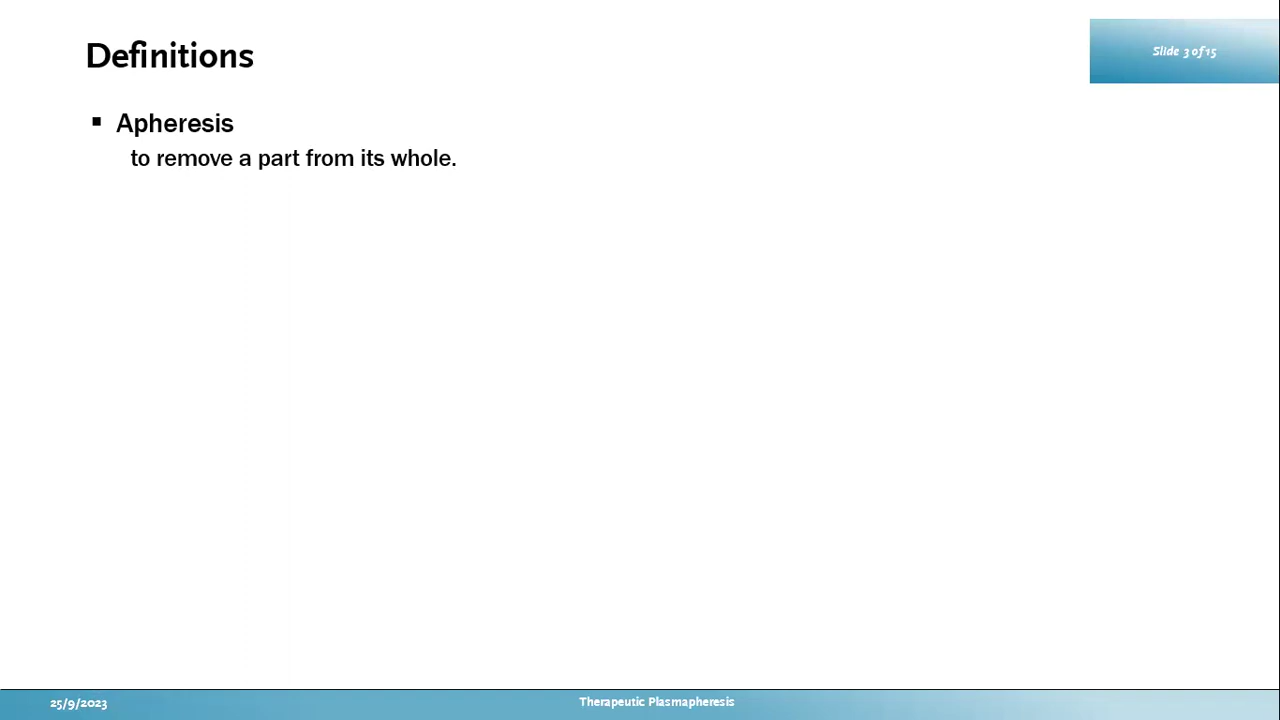 Definitions
Slide 3 of 15
▪ Apheresis
to remove a part from its whole.
25/9/2023
Therapeutic Plasmapheresis